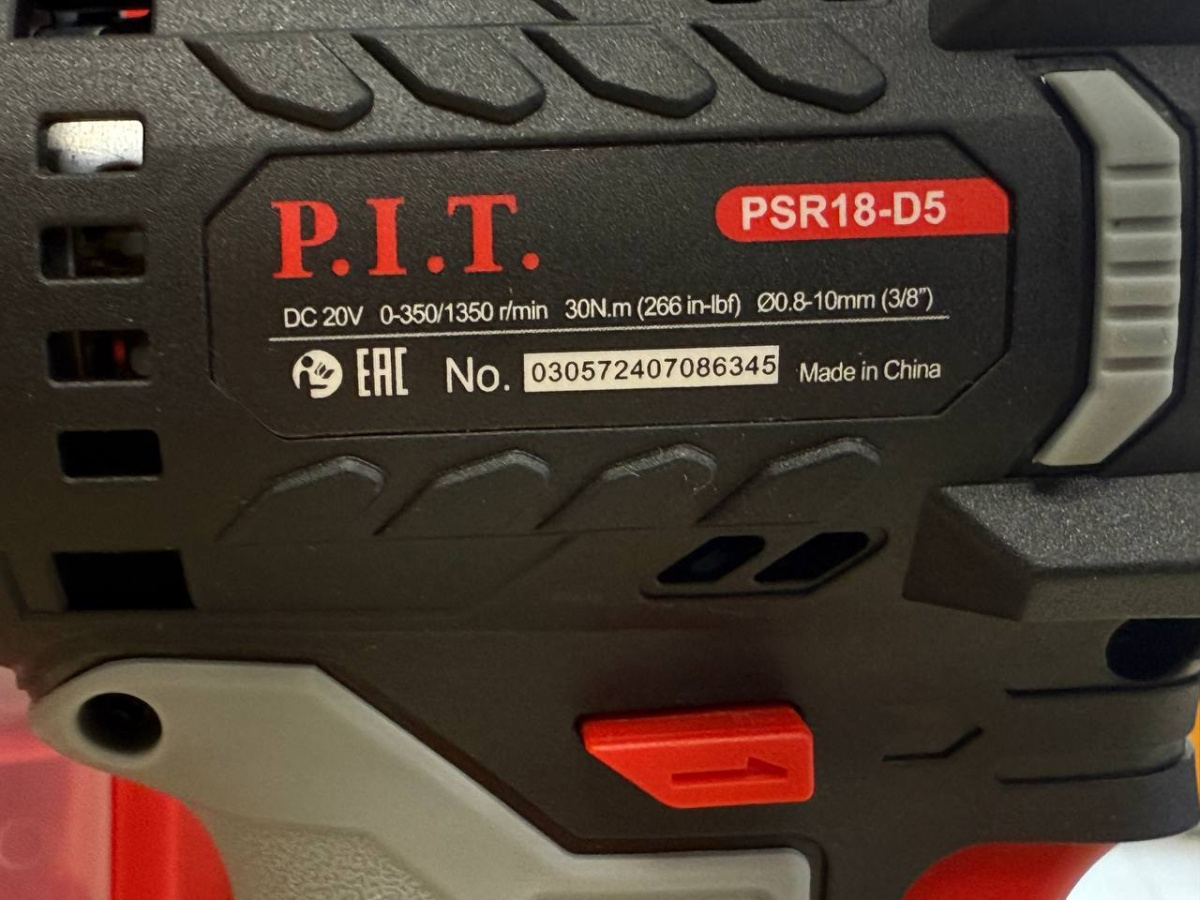 P.I.T.
PSR18-D5
DC 20V 0-350/1350 r/min 30N.m (266 in-lbf) Ø0.8-10mm (3/8")
EAC No. 030572407086345 Made in China